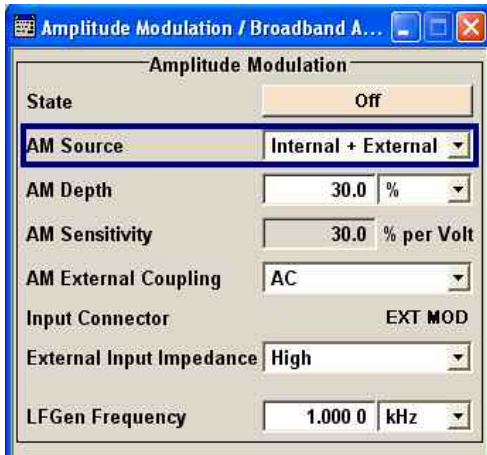 Amplitude Modulation / Broadband A...
Amplitude Modulation
State Off
AM Source Internal + External
AM Depth 30.0 %
AM Sensitivity 30.0 % per Volt
AM External Coupling AC
Input Connector EXT MOD
External Input Impedance High
LFGen Frequency 1.000 0 kHz